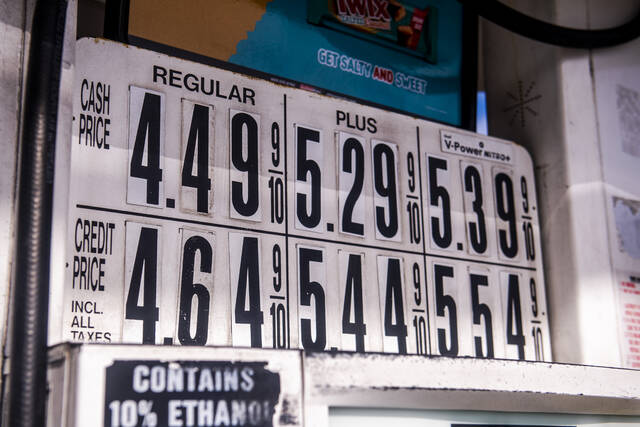 TWIX
GET SALTY AND SWEET
REGULAR PLUS V-Power NITRO+
CASH PRICE 4.49 9/10 5.29 9/10 5.39 9/10
CREDIT PRICE INCL. ALL TAXES 4.64 9/10 5.44 9/10 5.54 9/10
CONTAINS
10% ETHANOL